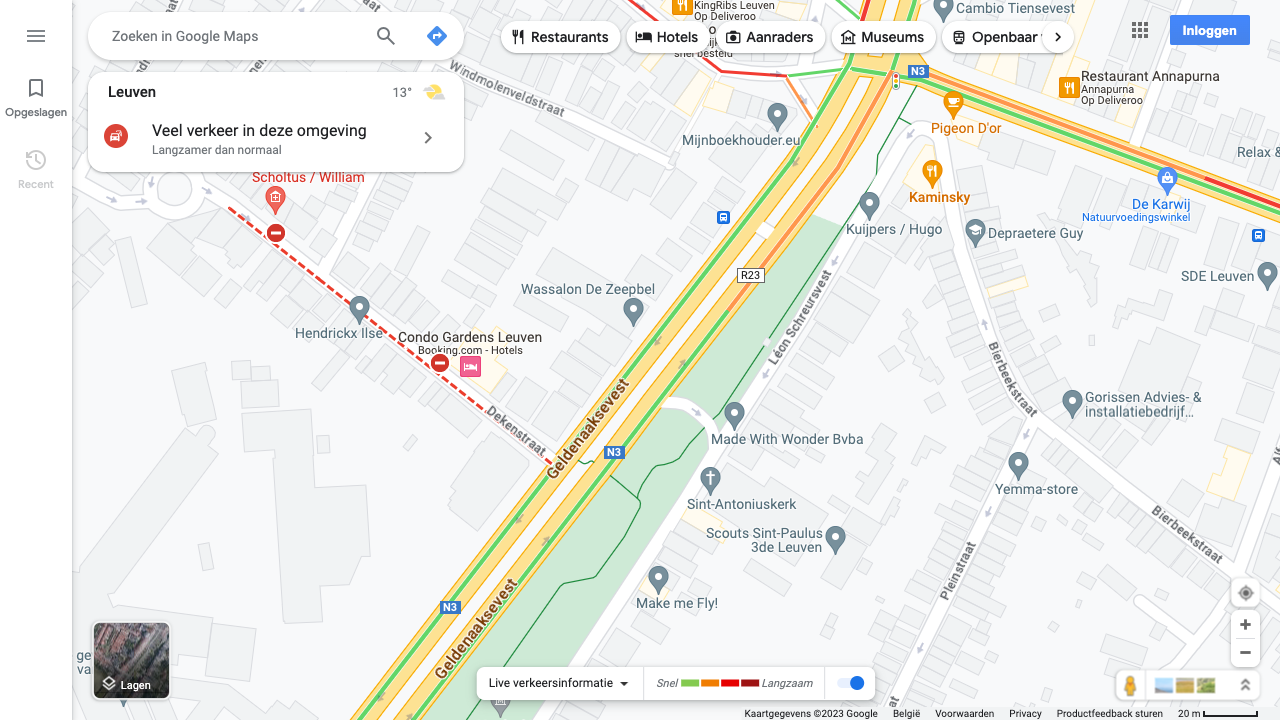 Zoeken in Google Maps
Restaurants
Hotels
Aanraders
Museums
Openbaar
Inloggen
Opgeslagen
Recent
Leuven
13°
Veel verkeer in deze omgeving
Langzamer dan normaal
KingRibs Leuven
Op Deliveroo
snel besteld
Cambio Tiensevest
N3
Restaurant Annapurna
Annapurna
Op Deliveroo
Windmolenveldstraat
Mijnboekhouder.eu
Pigeon D'or
Relax &
Scholtus / William
Kaminsky
De Karwij
Natuurvoedingswinkel
Kuijpers / Hugo
Depraetere Guy
R23
SDE Leuven
Wassalon De Zeepbel
Léon Schreursvest
Hendrickx Ilse
Condo Gardens Leuven
Booking.com - Hotels
Bierbeekstraat
Gorissen Advies- &
installatiebedrijf...
Dekenstraat
Geldenaaksevest
Made With Wonder Bvba
N3
Sint-Antoniuskerk
Yemma-store
Scouts Sint-Paulus
3de Leuven
Bierbeekstraat
Pleinstraat
Make me Fly!
N3
Geldenaaksevest
Lagen
Live verkeersinformatie
Snel
Langzaam
Kaartgegevens ©2023 Google
België
Voorwaarden
Privacy
Productfeedback sturen
20 m